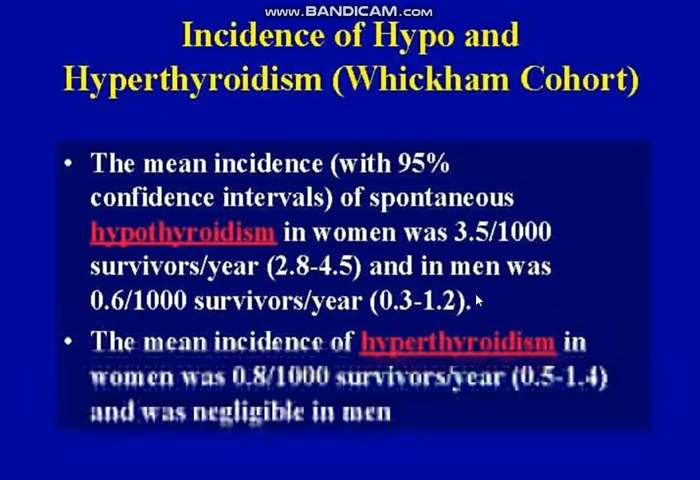 www.BANDICAM.com
Incidence of Hypo and
Hyperthyroidism (Whickham Cohort)
• The mean incidence (with 95%
confidence intervals) of spontaneous
hypothyroidism in women was 3.5/1000
survivors/year (2.8-4.5) and in men was
0.6/1000 survivors/year (0.3-1.2).
• The mean incidence of hyperthyroidism in
women was 0.8/1000 survivors/year (0.5-1.4)
and was negligible in men